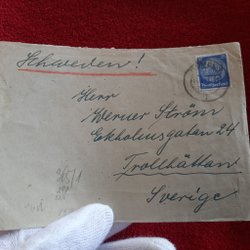 Schweden!
Herr
Werner Ström
Eckholmsgatan 24
Trollhättan
Sverige